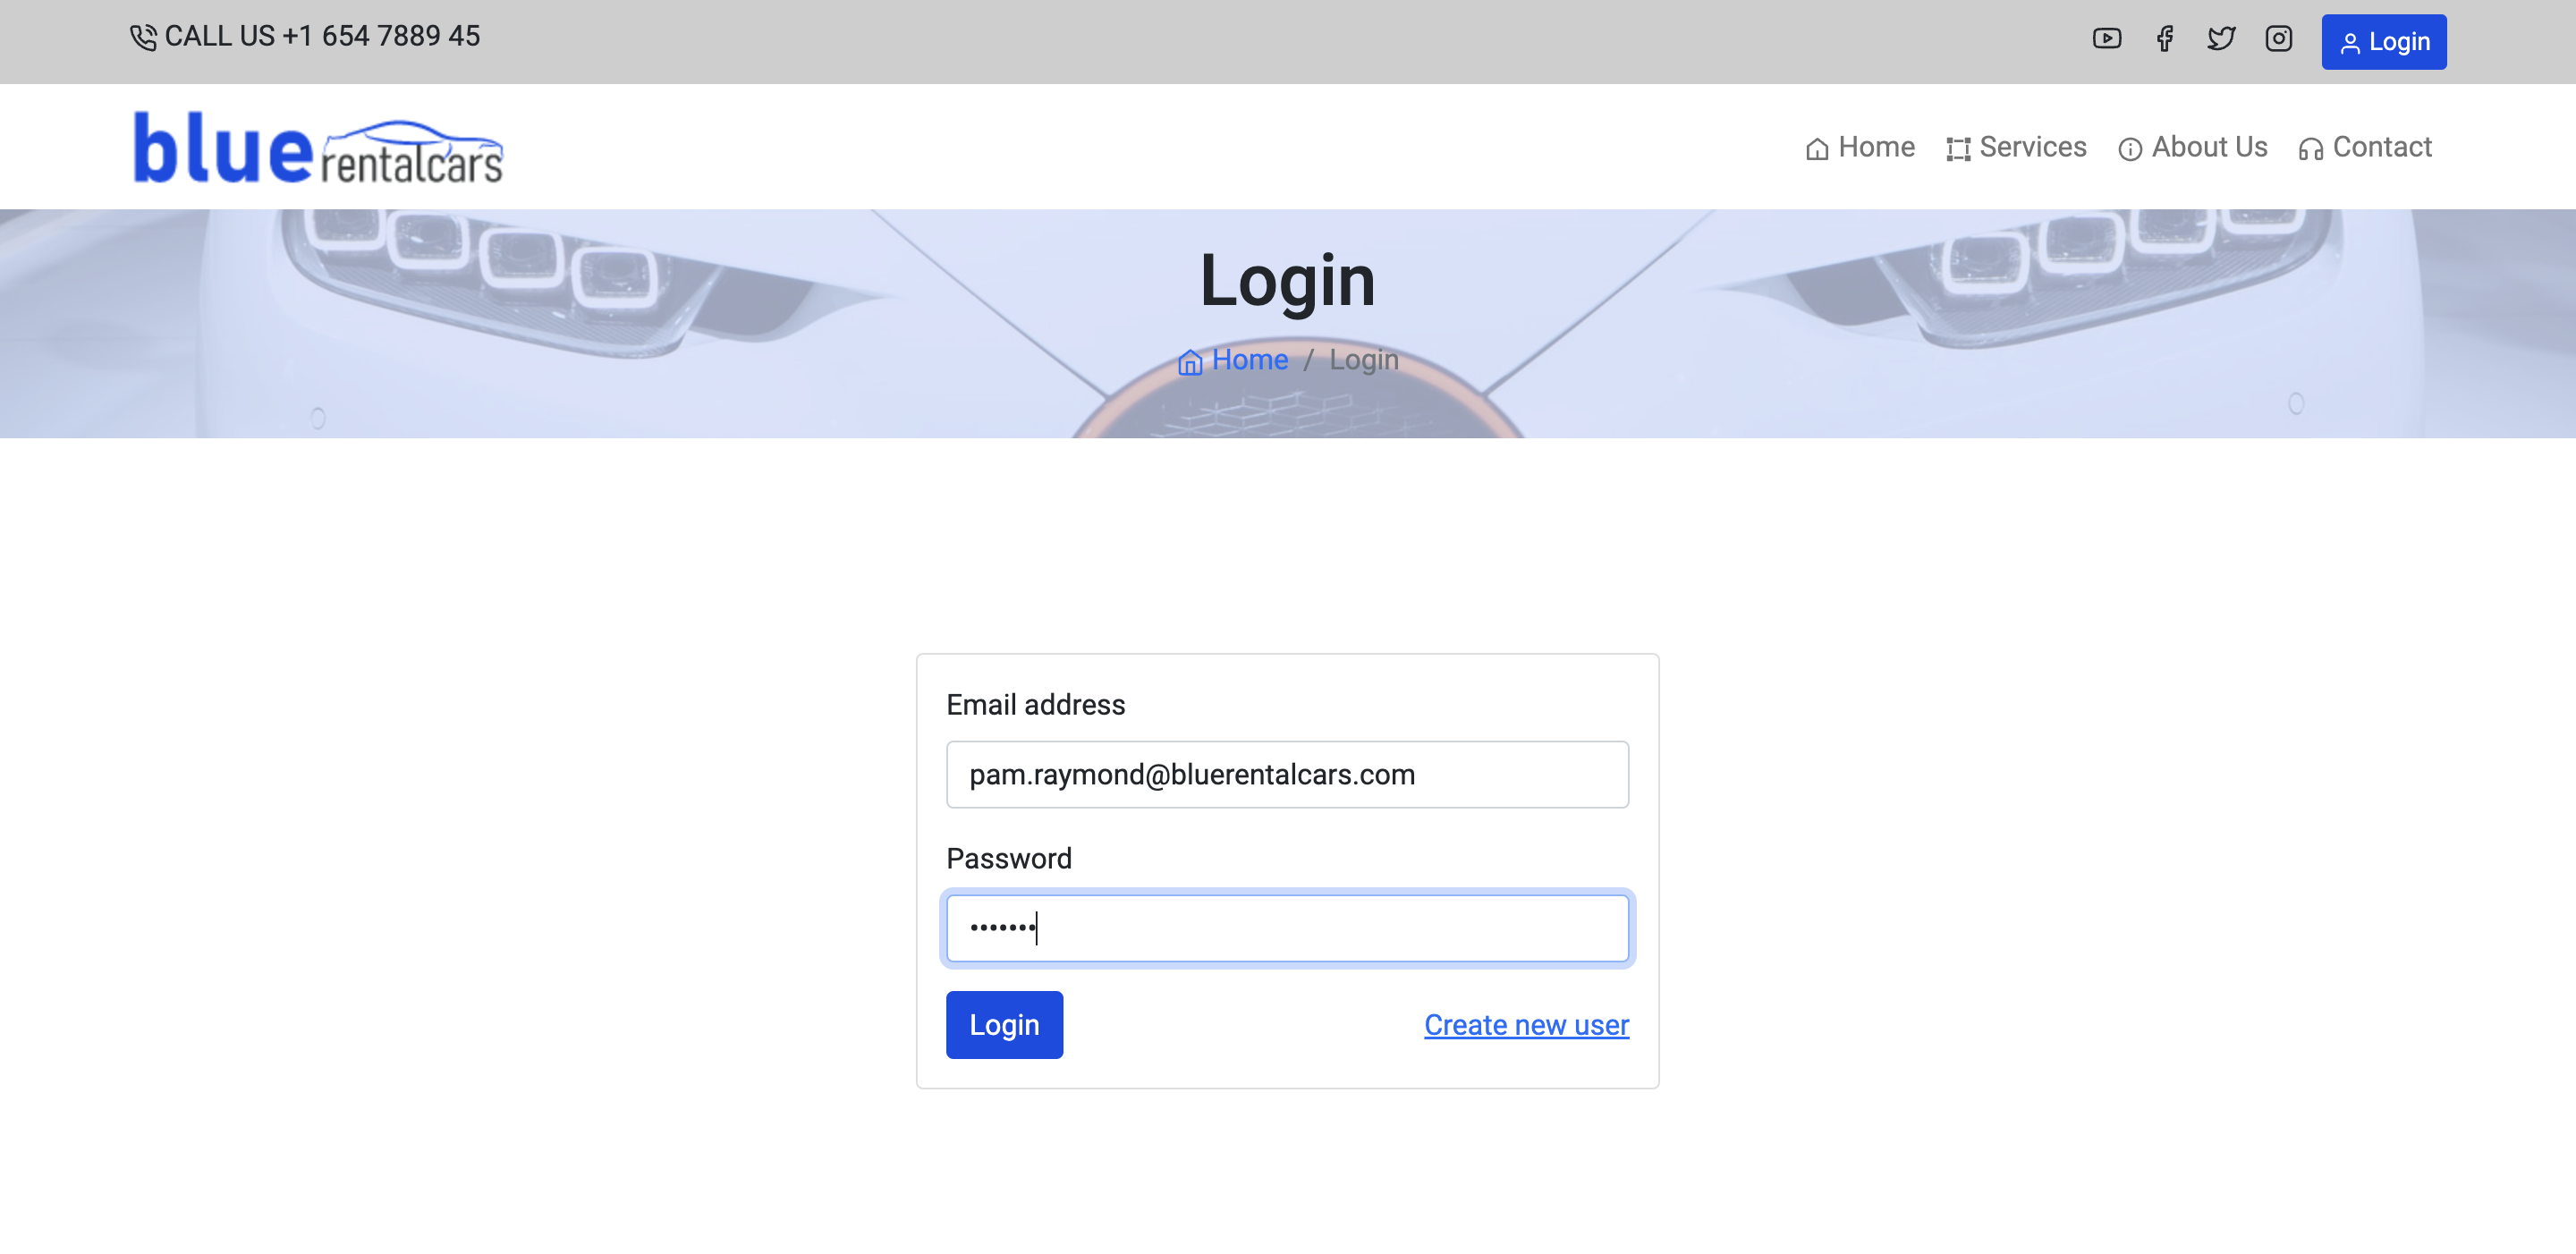 CALL US +1 654 7889 45
Login
blue rentalcars
Home
Services
About Us
Contact
Login
Home / Login
Email address
pam.raymond@bluerentalcars.com
Password
•••••••
Login
Create new user